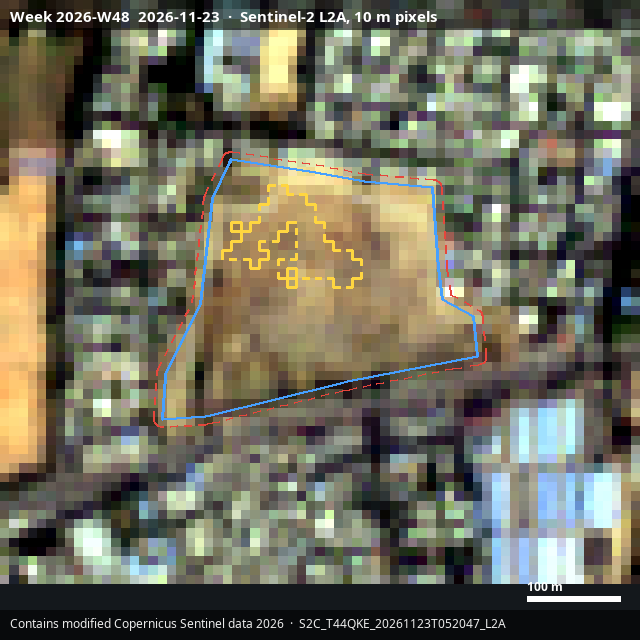 Week 2026-W48 2026-11-23 · Sentinel-2 L2A, 10 m pixels
100 m
Contains modified Copernicus Sentinel data 2026 · S2C_T44QKE_20261123T052047_L2A